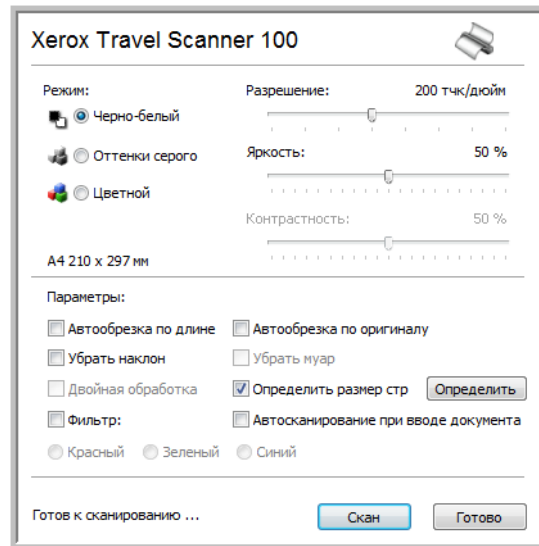 Xerox Travel Scanner 100
Режим:
Разрешение: 200 тчк/дюйм
Черно-белый
Оттенки серого
Яркость: 50 %
Цветной
Контрастность: 50 %
A4 210 x 297 мм
Параметры:
Автообрезка по длине Автообрезка по оригиналу
Убрать наклон Убрать муар
Двойная обработка Определить размер стр Определить
Фильтр: Автосканирование при вводе документа
Красный Зеленый Синий
Готов к сканированию ... Скан Готово